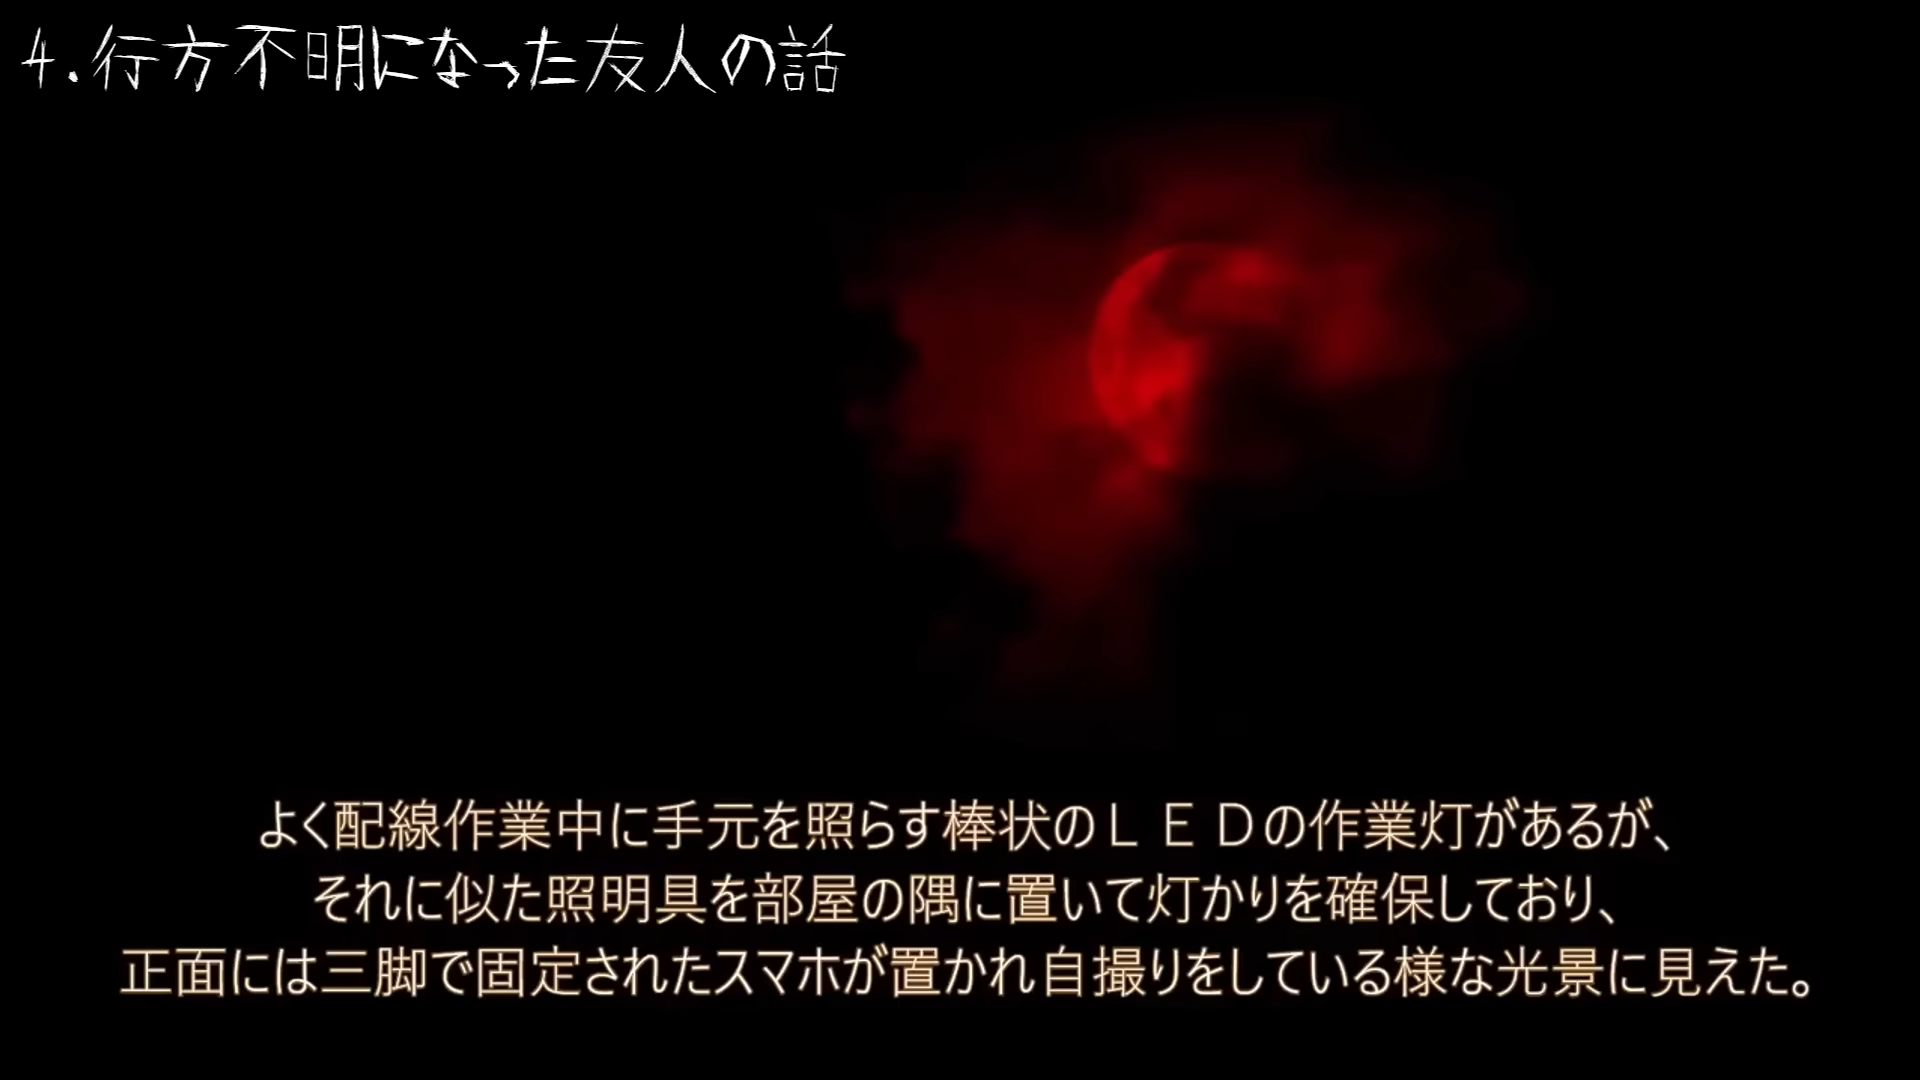 4.行方不明になった友人の話
よく配線作業中に手元を照らす棒状のＬＥＤの作業灯があるが、
それに似た照明具を部屋の隅に置いて灯かりを確保しており、
正面には三脚で固定されたスマホが置かれ自撮りをしている様な光景に見えた。